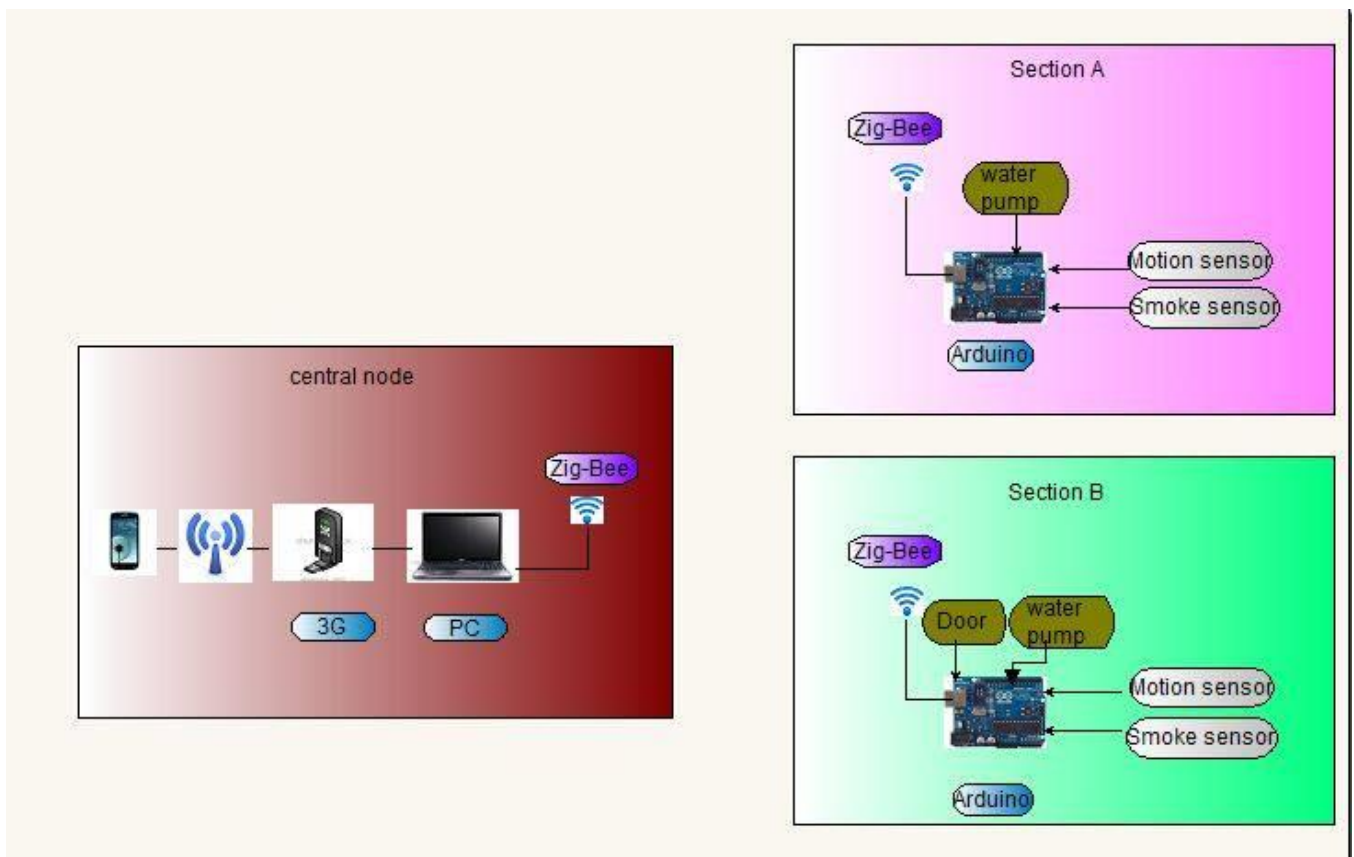 central node
Zig-Bee
3G
PC
Section A
Zig-Bee
water
pump
Motion sensor
Smoke sensor
Arduino
Section B
Zig-Bee
Door
water
pump
Motion sensor
Smoke sensor
Arduino